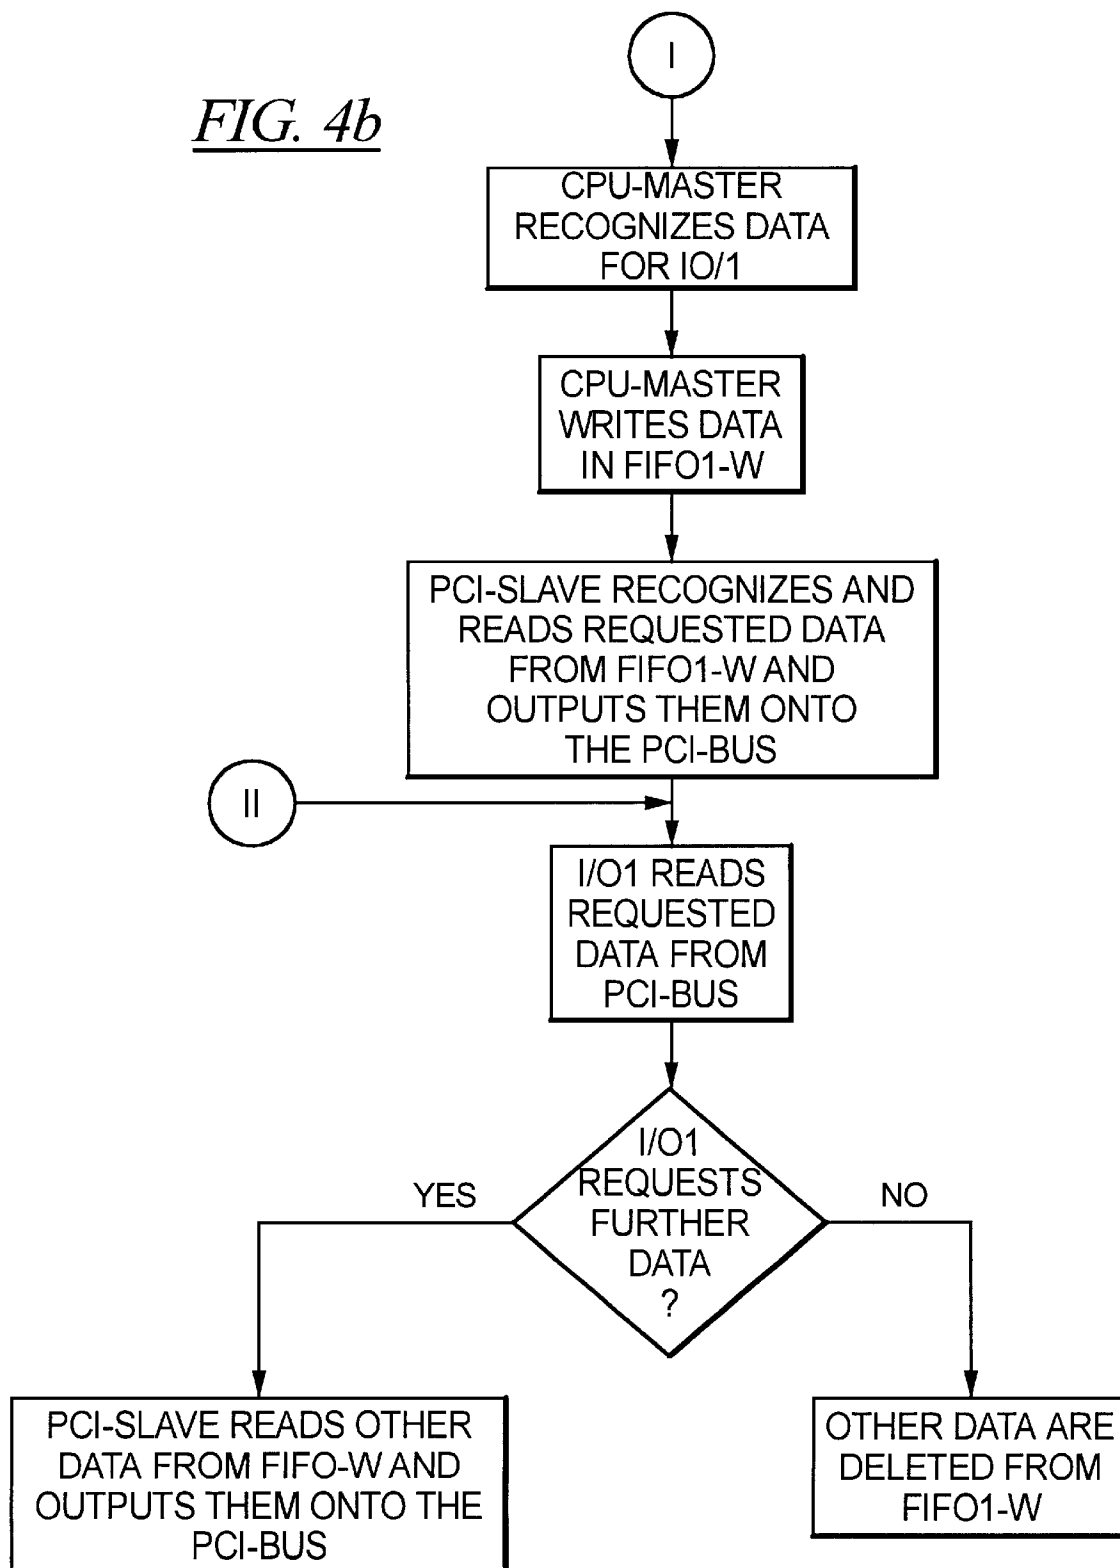 I
FIG. 4b
CPU-MASTER
RECOGNIZES DATA
FOR IO/1
CPU-MASTER
WRITES DATA
IN FIFO1-W
PCI-SLAVE RECOGNIZES AND
READS REQUESTED DATA
FROM FIFO1-W AND
OUTPUTS THEM ONTO
THE PCI-BUS
II
I/O1 READS
REQUESTED
DATA FROM
PCI-BUS
I/O1
REQUESTS
FURTHER
DATA
?
YES
NO
PCI-SLAVE READS OTHER
DATA FROM FIFO-W AND
OUTPUTS THEM ONTO THE
PCI-BUS
OTHER DATA ARE
DELETED FROM
FIFO1-W